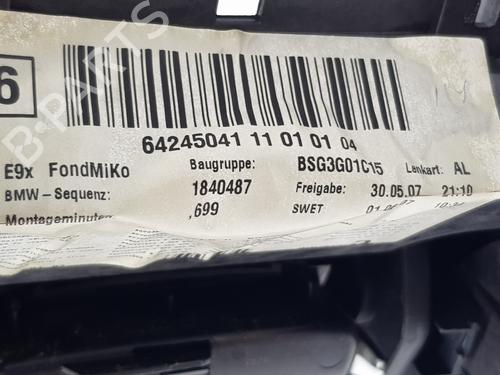 6
64245041 11 01 01 04
E9x FondMiKo Baugruppe: BSG3G01C15 Lenkart: AL
BMW-Sequenz: 1840487 Freigabe: 30.05.07 21:10
Montageminuten ,699 SWET
B-PARTS